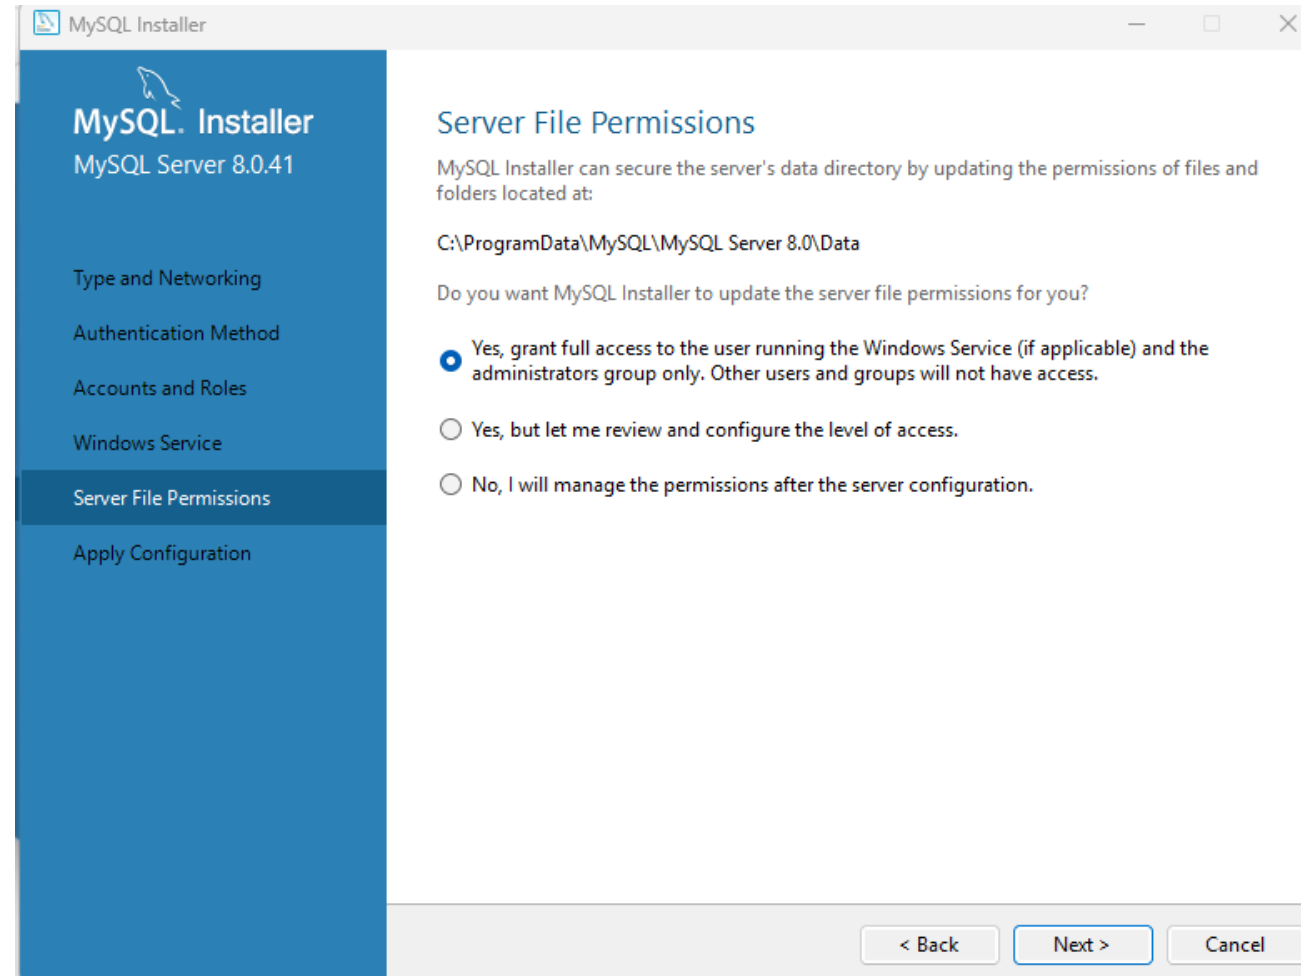 MySQL Installer
MySQL. Installer
MySQL Server 8.0.41
Type and Networking
Authentication Method
Accounts and Roles
Windows Service
Server File Permissions
Apply Configuration
Server File Permissions
MySQL Installer can secure the server's data directory by updating the permissions of files and
folders located at:
C:\ProgramData\MySQL\MySQL Server 8.0\Data
Do you want MySQL Installer to update the server file permissions for you?
Yes, grant full access to the user running the Windows Service (if applicable) and the
administrators group only. Other users and groups will not have access.
Yes, but let me review and configure the level of access.
No, I will manage the permissions after the server configuration.
< Back
Next >
Cancel